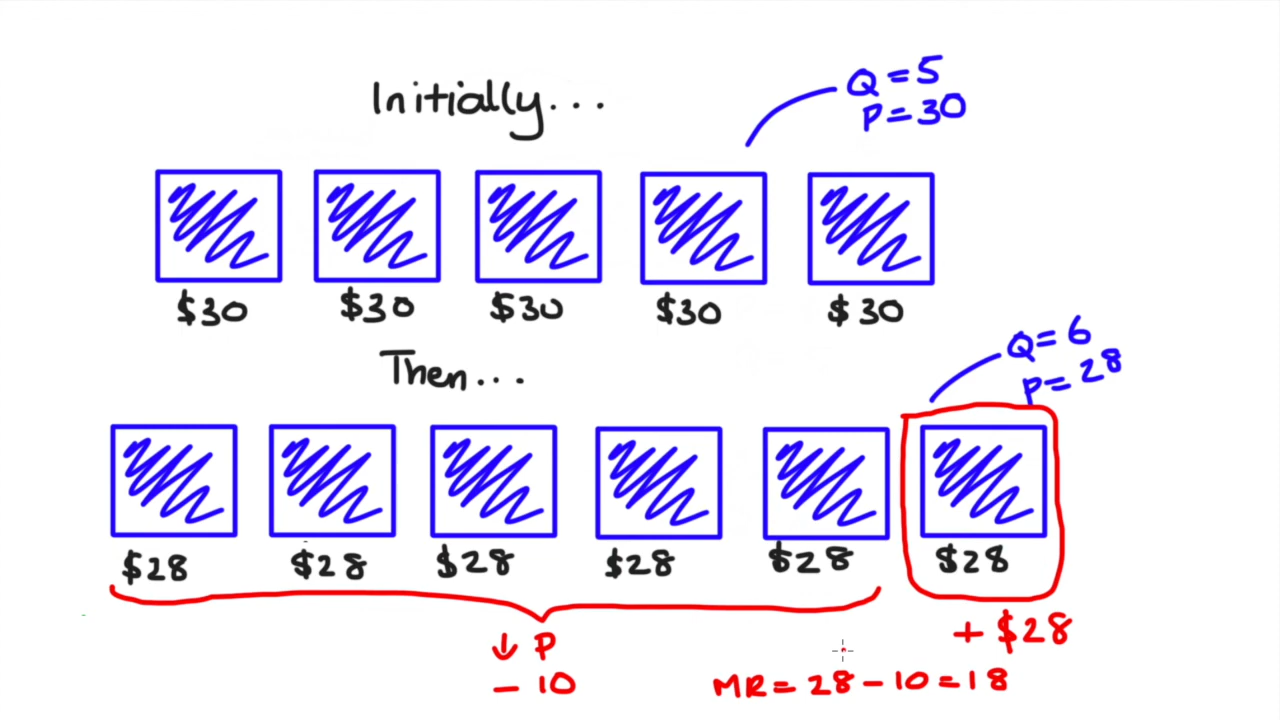 Initially...
Q = 5
P = 30
$30 $30 $30 $30 $30
Then...
Q = 6
P = 28
$28 $28 $28 $28 $28 $28
+ $28
↓ P
- 10
MR = 28 - 10 = 18